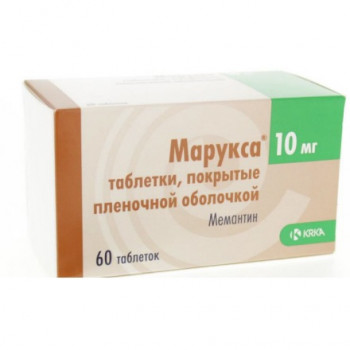 Марукса® 10 мг
таблетки, покрытые
пленочной оболочкой
Мемантин
60 таблеток
KRKA